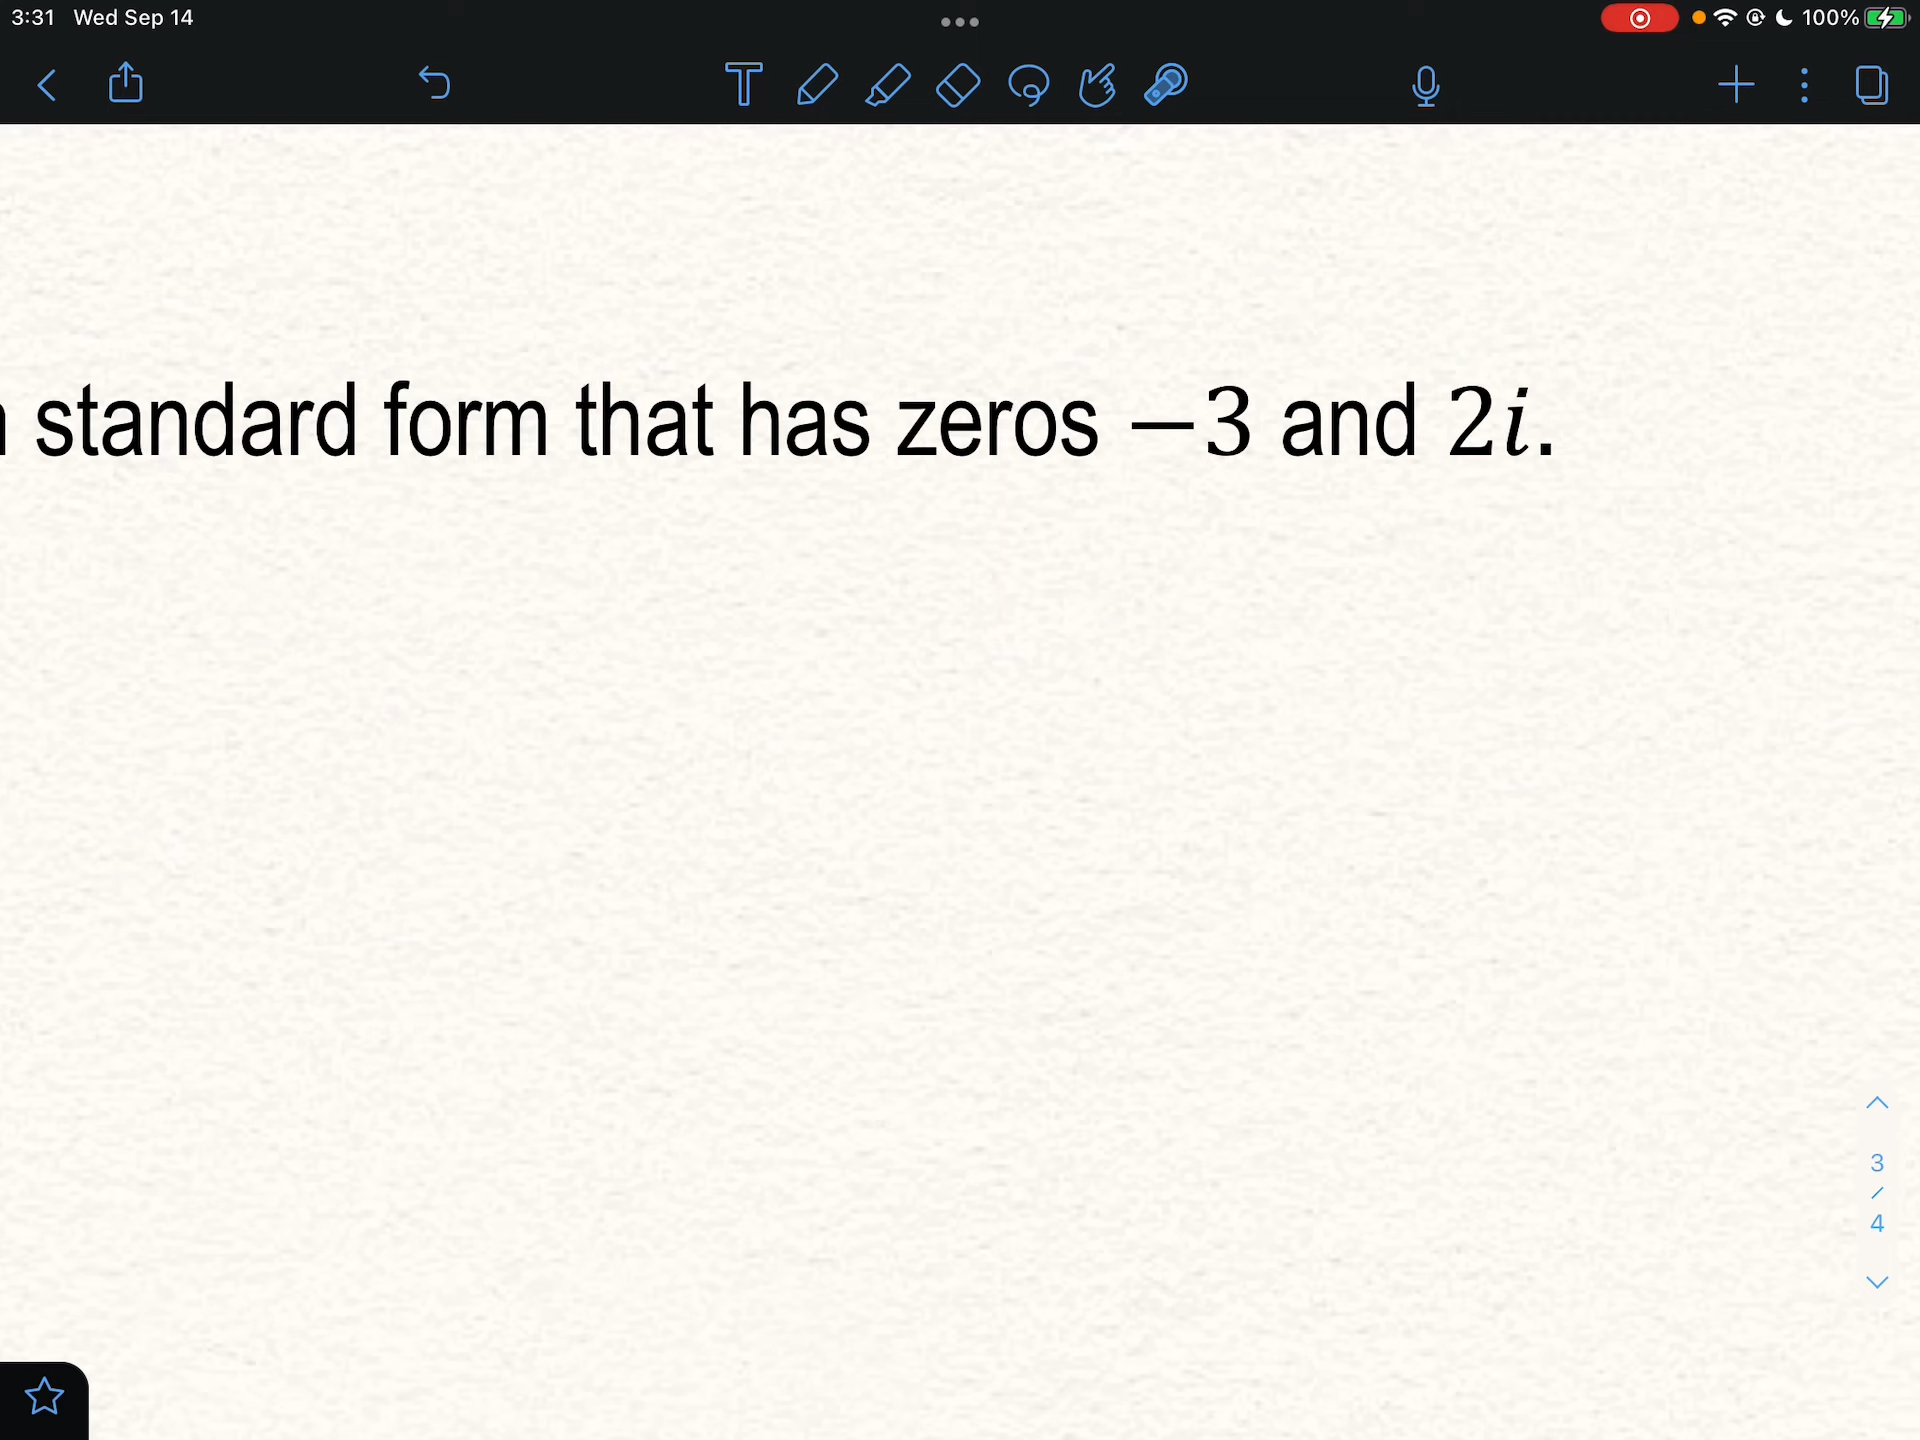 3:31 Wed Sep 14
100%
T
standard form that has zeros −3 and 2i.
3
/
4